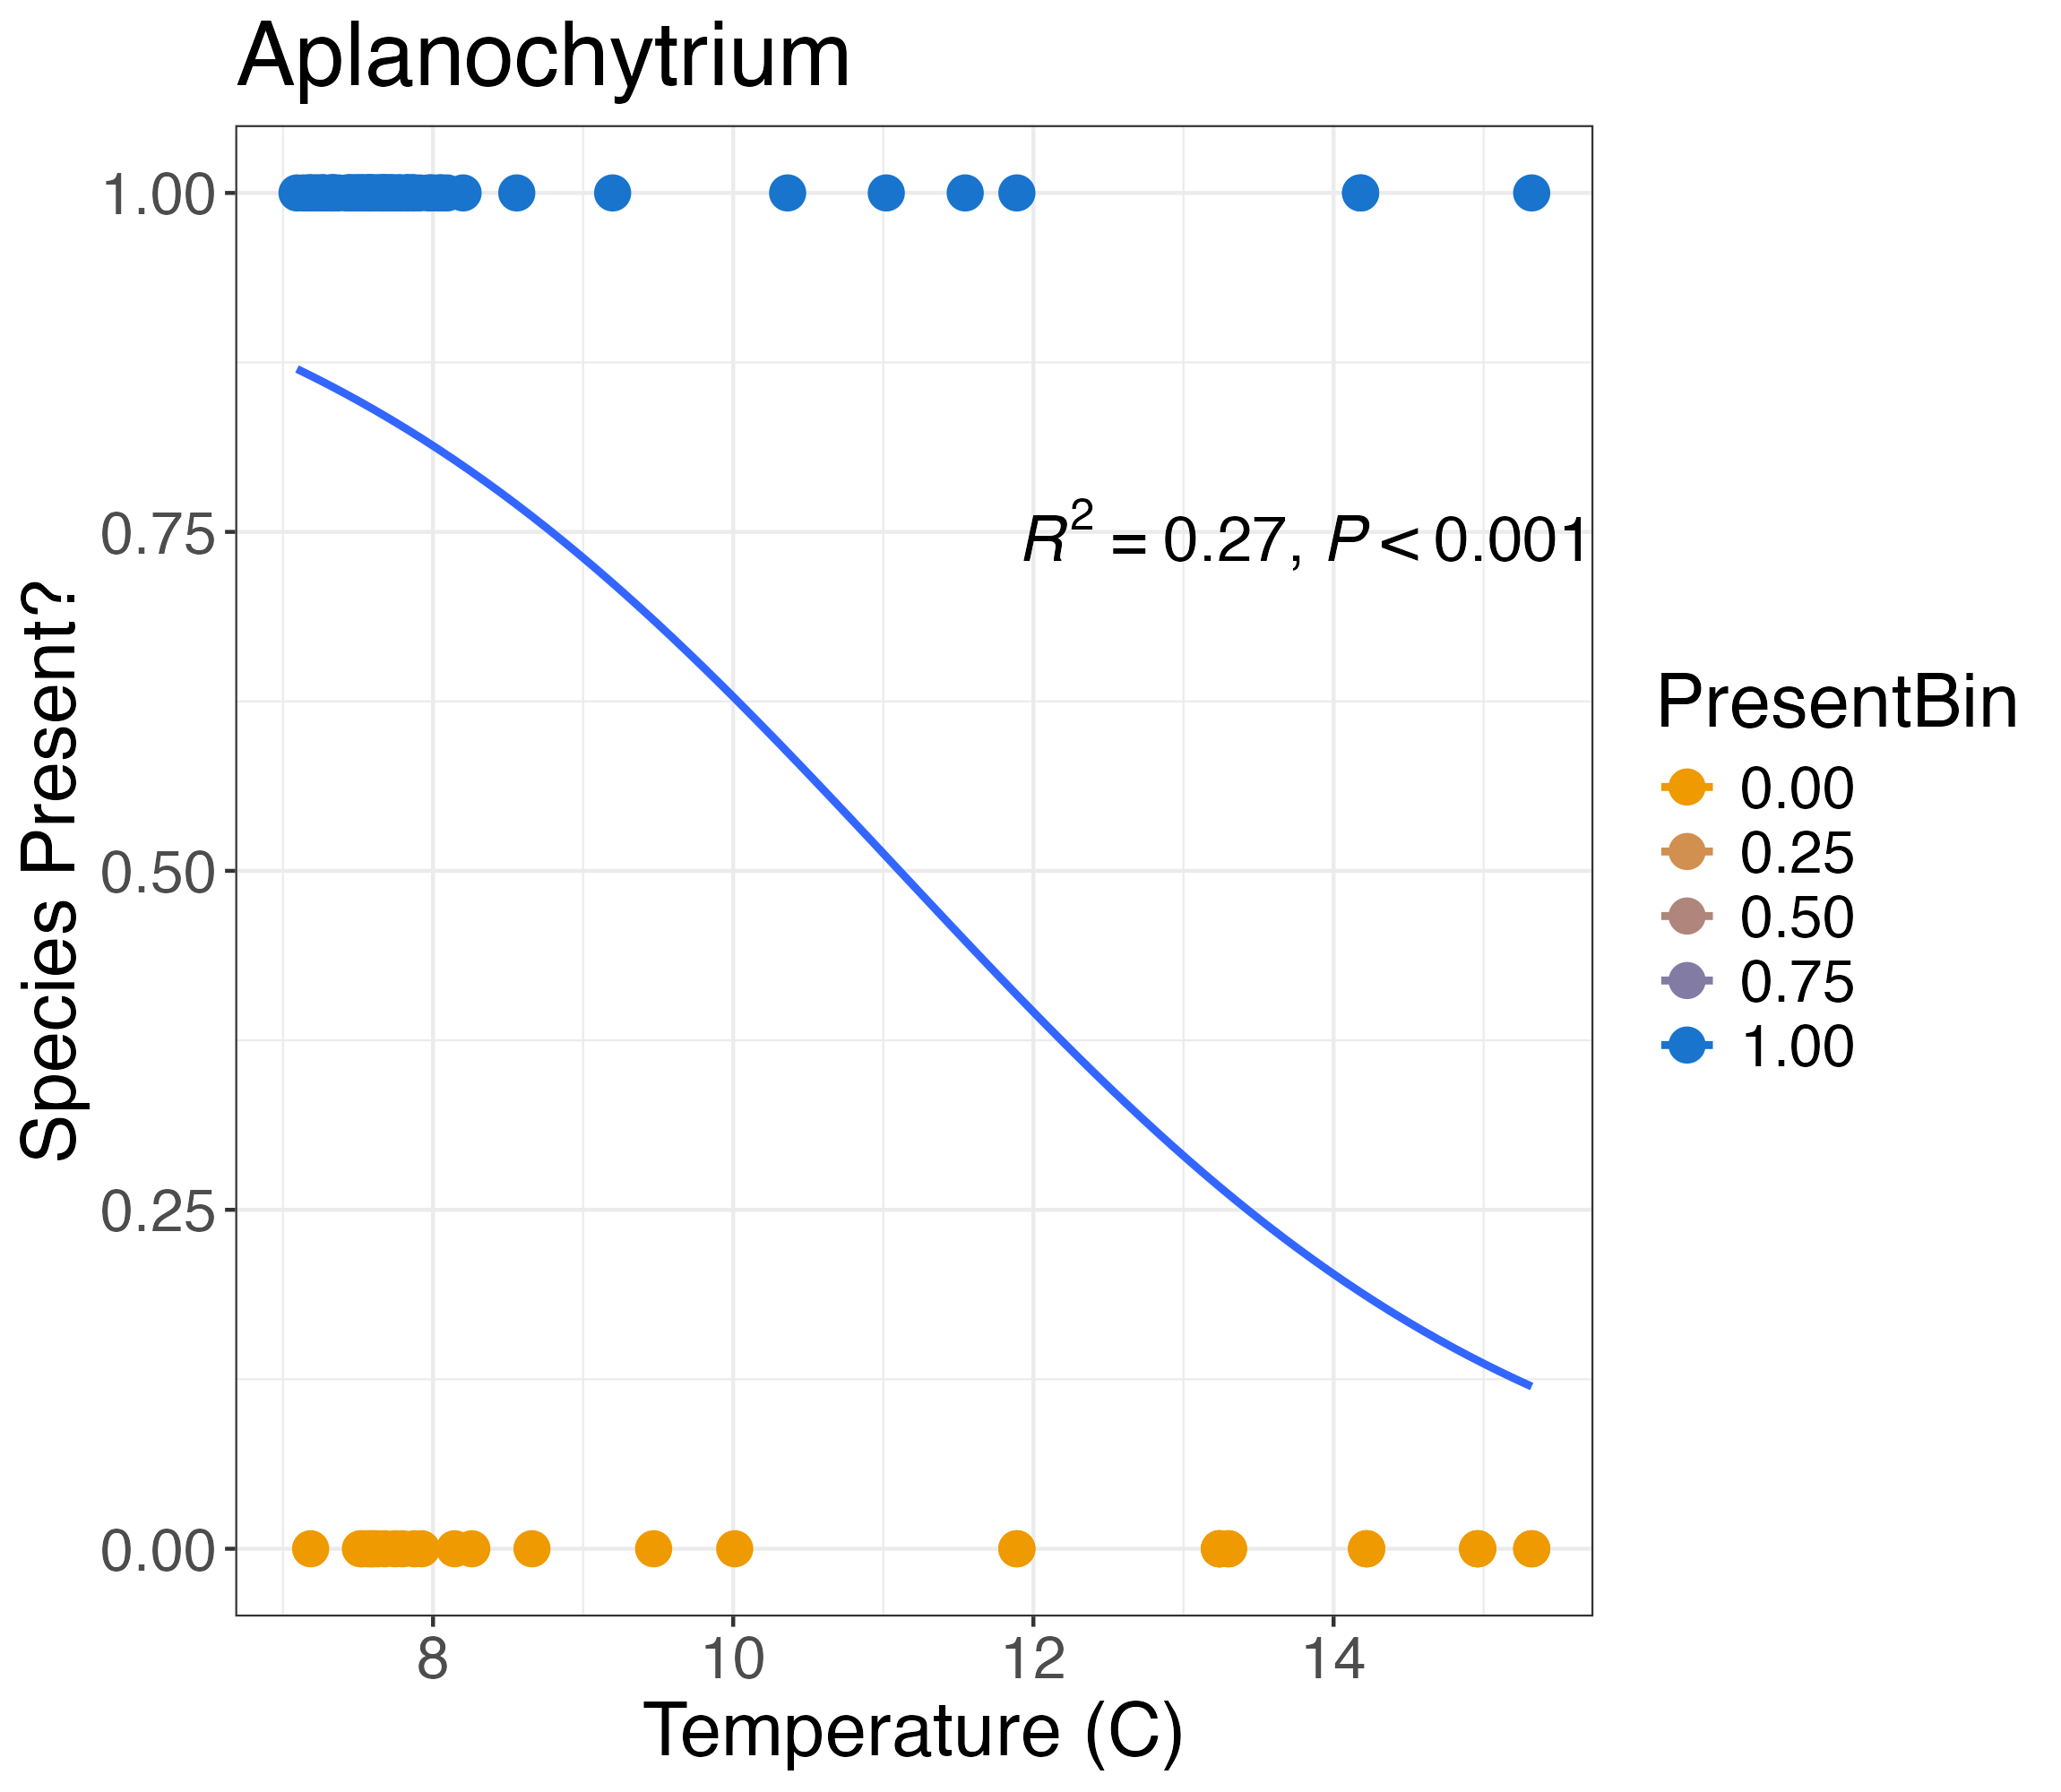 Aplanochytrium
1.00
0.75
0.50
0.25
0.00
Species Present?
R² = 0.27, P < 0.001
8 10 12 14
Temperature (C)
PresentBin
0.00
0.25
0.50
0.75
1.00